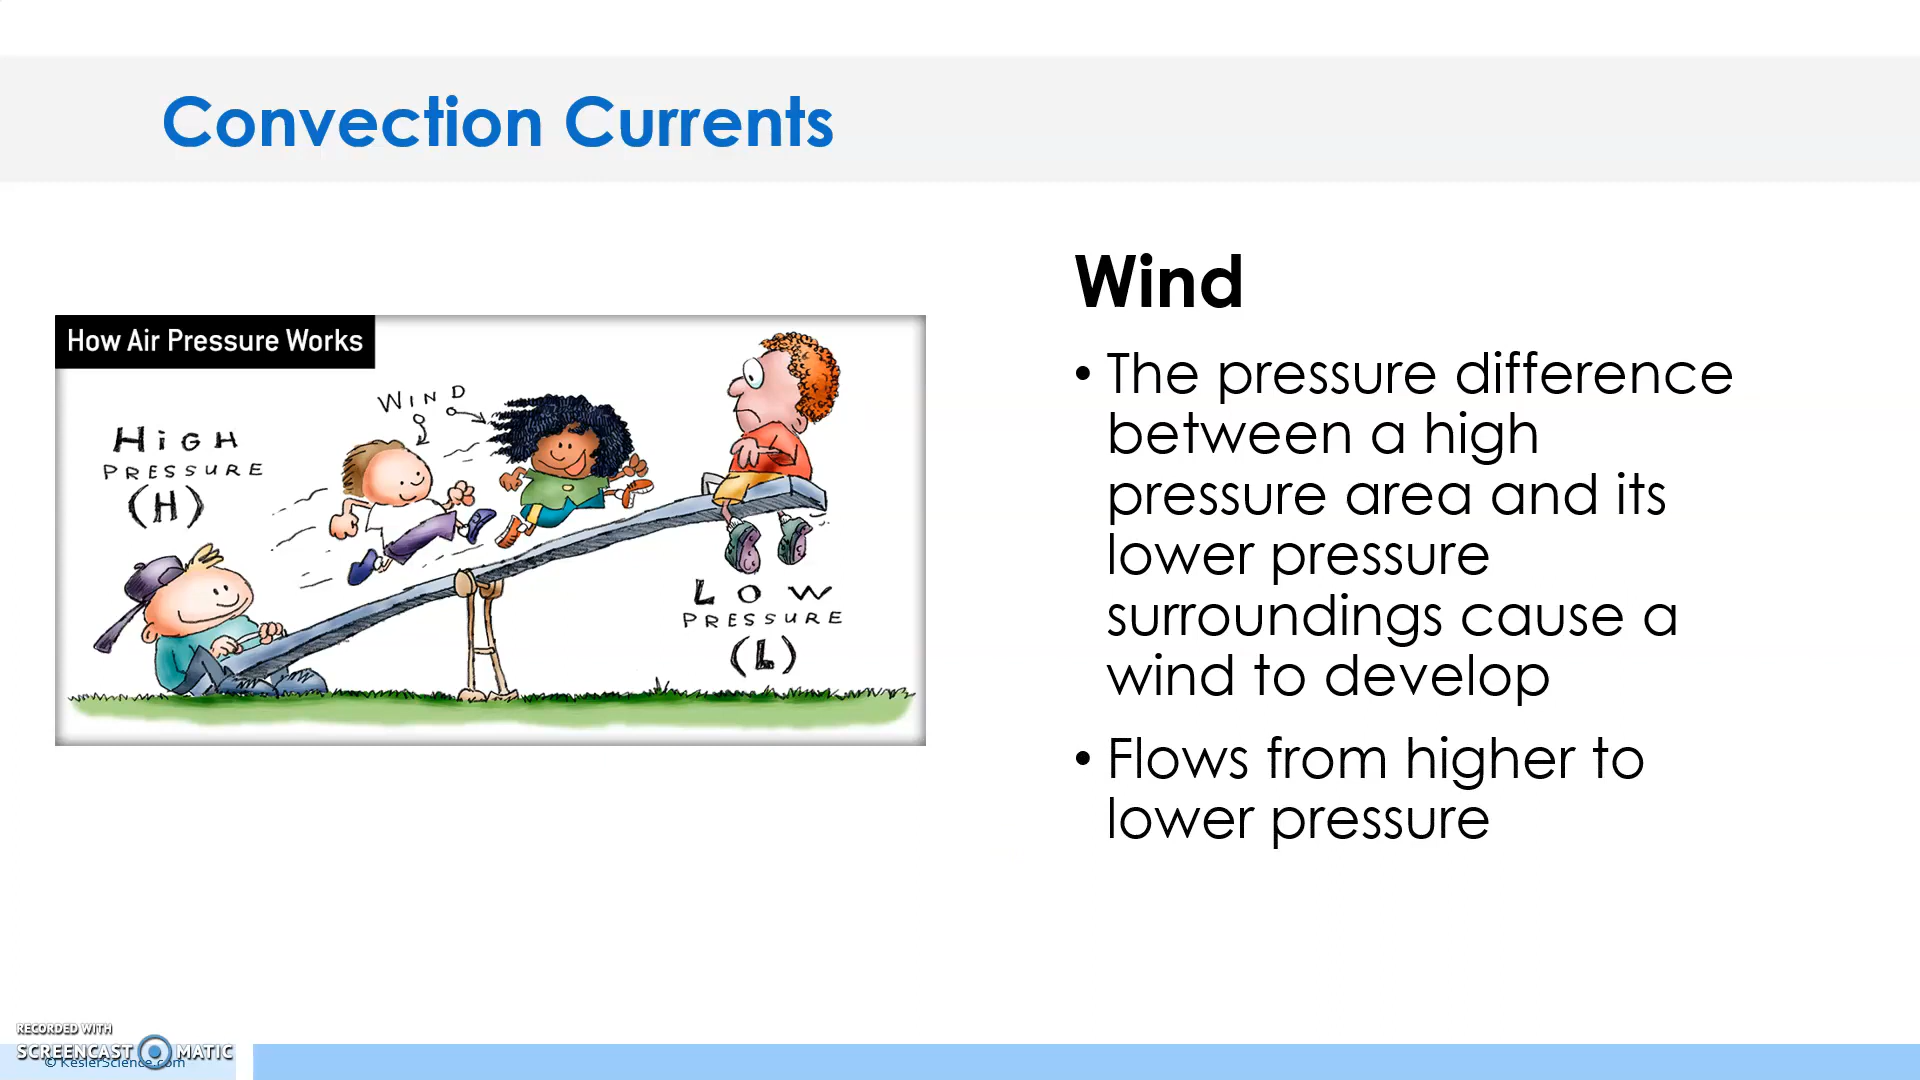 Convection Currents
How Air Pressure Works
WIND
HiGH
PRESSURE
(H)
LOW
PRESSURE
(L)
Wind
• The pressure difference
between a high
pressure area and its
lower pressure
surroundings cause a
wind to develop
• Flows from higher to
lower pressure
RECORDED WITH
SCREENCAST MATIC
© KeslerScience.com